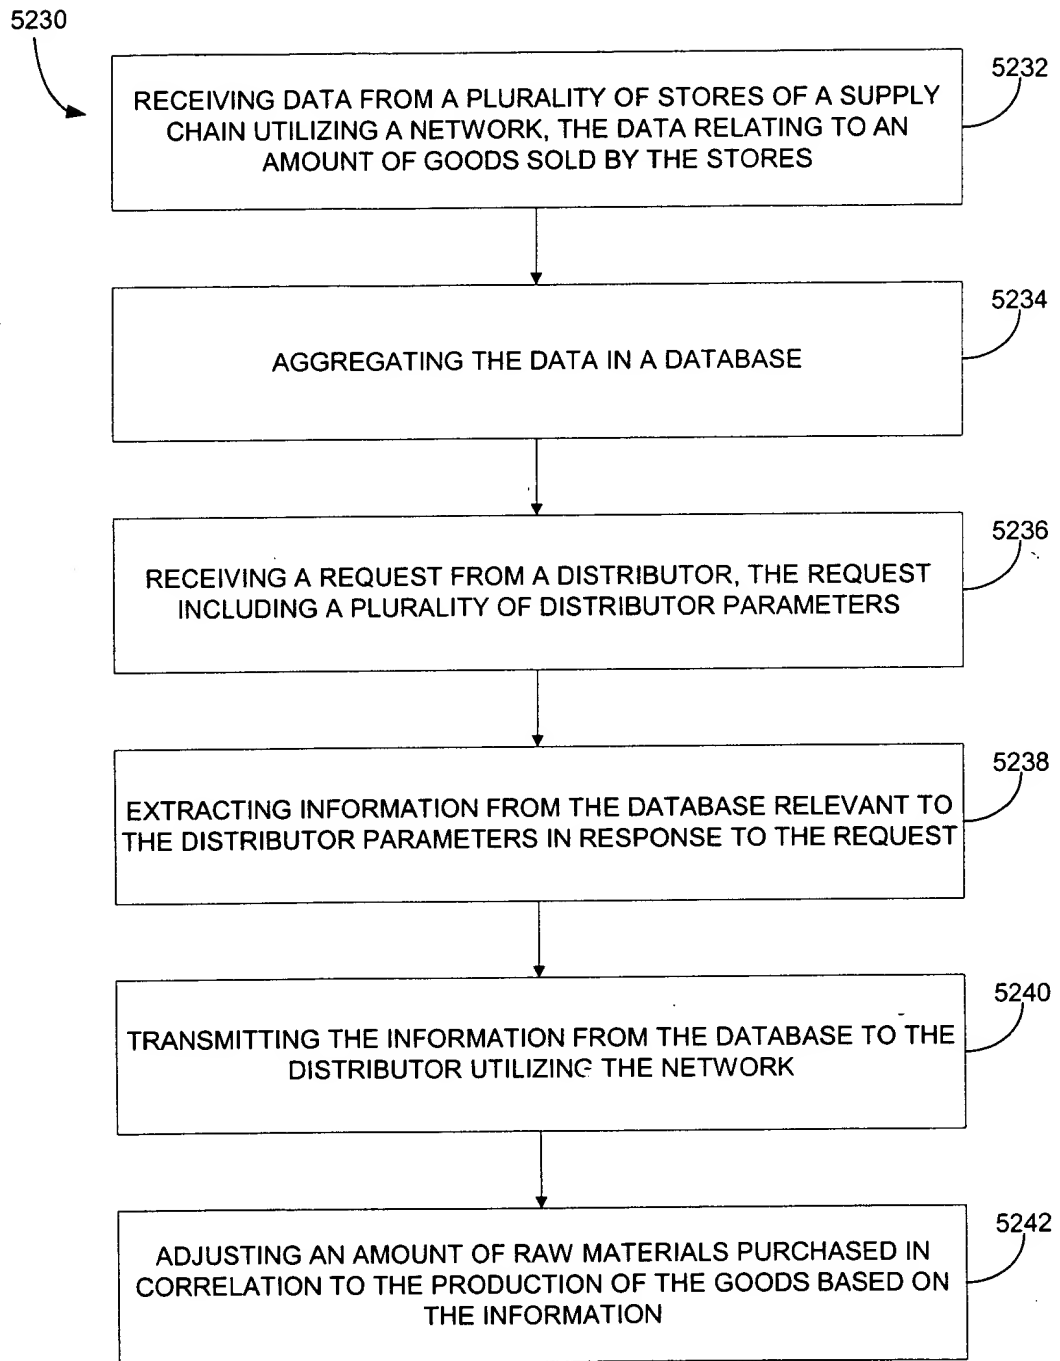 5230
5232
RECEIVING DATA FROM A PLURALITY OF STORES OF A SUPPLY
CHAIN UTILIZING A NETWORK, THE DATA RELATING TO AN
AMOUNT OF GOODS SOLD BY THE STORES
5234
AGGREGATING THE DATA IN A DATABASE
5236
RECEIVING A REQUEST FROM A DISTRIBUTOR, THE REQUEST
INCLUDING A PLURALITY OF DISTRIBUTOR PARAMETERS
5238
EXTRACTING INFORMATION FROM THE DATABASE RELEVANT TO
THE DISTRIBUTOR PARAMETERS IN RESPONSE TO THE REQUEST
5240
TRANSMITTING THE INFORMATION FROM THE DATABASE TO THE
DISTRIBUTOR UTILIZING THE NETWORK
5242
ADJUSTING AN AMOUNT OF RAW MATERIALS PURCHASED IN
CORRELATION TO THE PRODUCTION OF THE GOODS BASED ON
THE INFORMATION